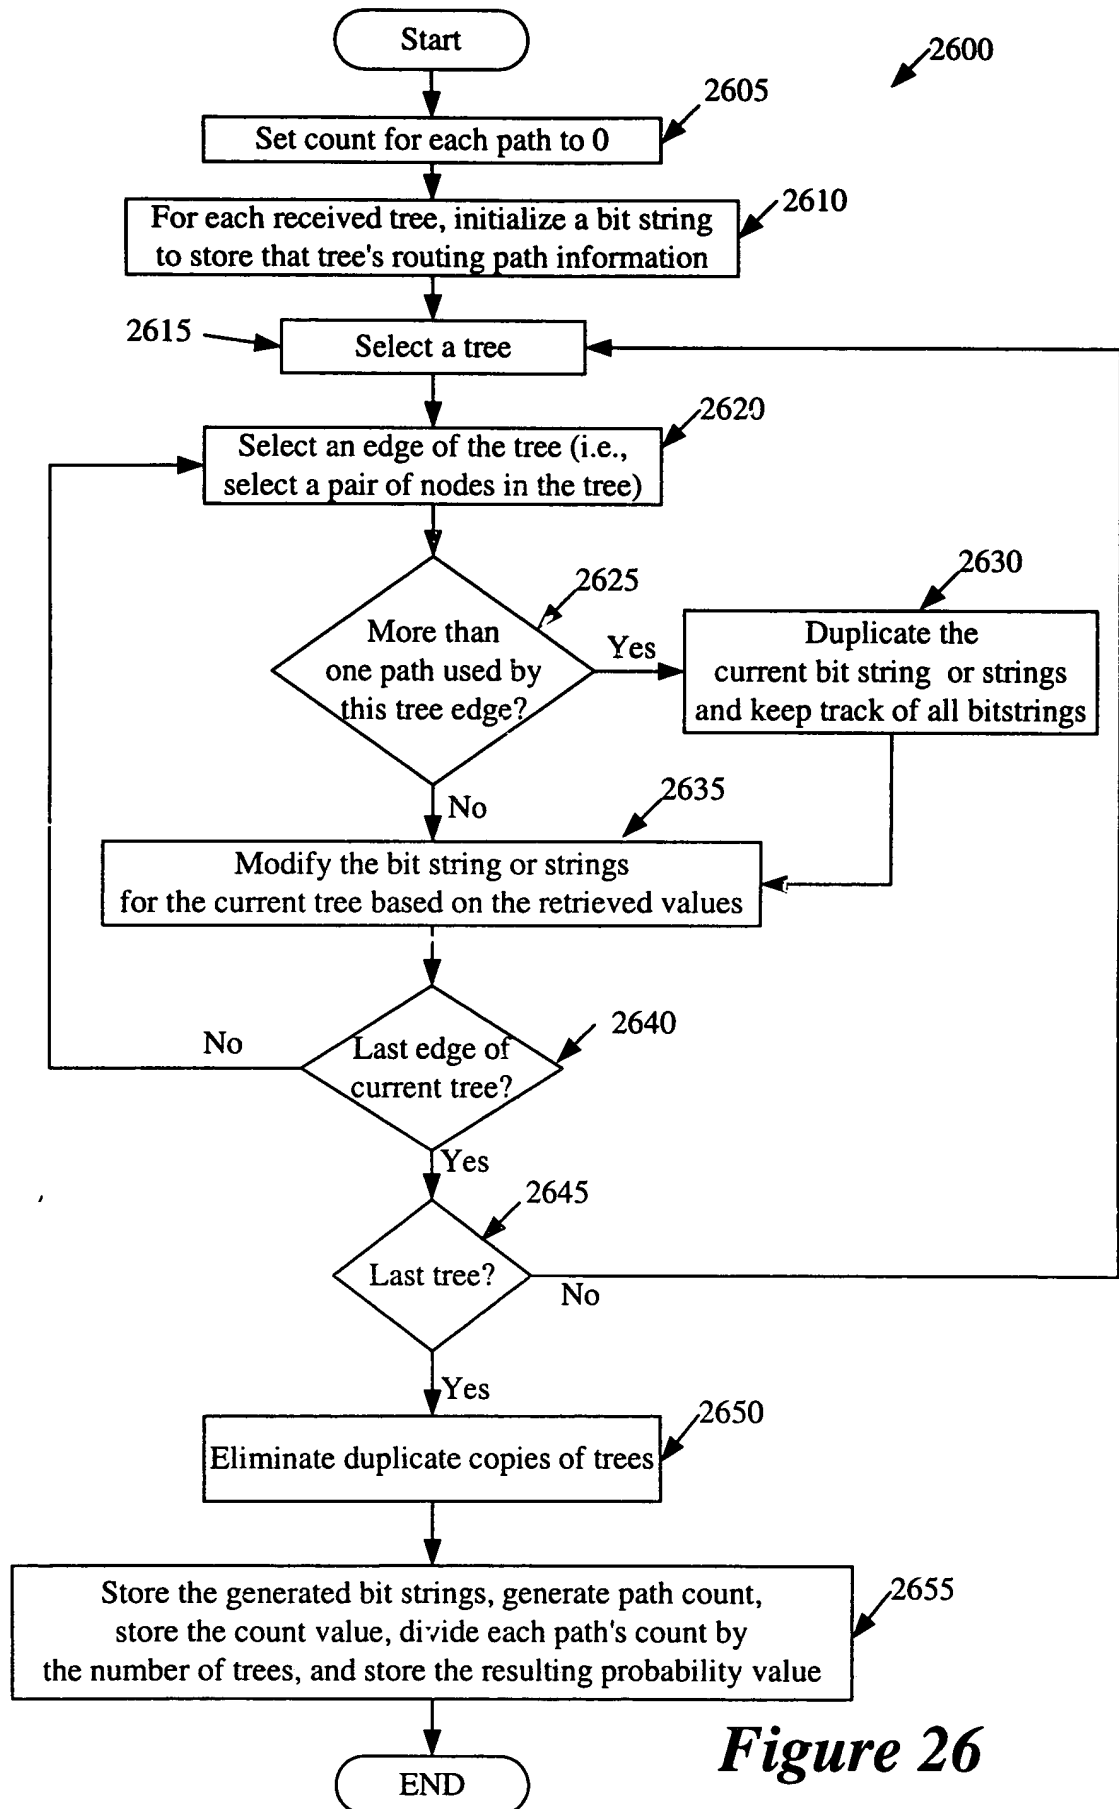 Start
2600
2605
Set count for each path to 0
2610
For each received tree, initialize a bit string
to store that tree's routing path information
2615
Select a tree
2620
Select an edge of the tree (i.e.,
select a pair of nodes in the tree)
2625
More than
one path used by
this tree edge?
Yes
2630
Duplicate the
current bit string or strings
and keep track of all bitstrings
No
2635
Modify the bit string or strings
for the current tree based on the retrieved values
2640
Last edge of
current tree?
No
Yes
2645
Last tree?
No
Yes
2650
Eliminate duplicate copies of trees
2655
Store the generated bit strings, generate path count,
store the count value, divide each path's count by
the number of trees, and store the resulting probability value
END
Figure 26